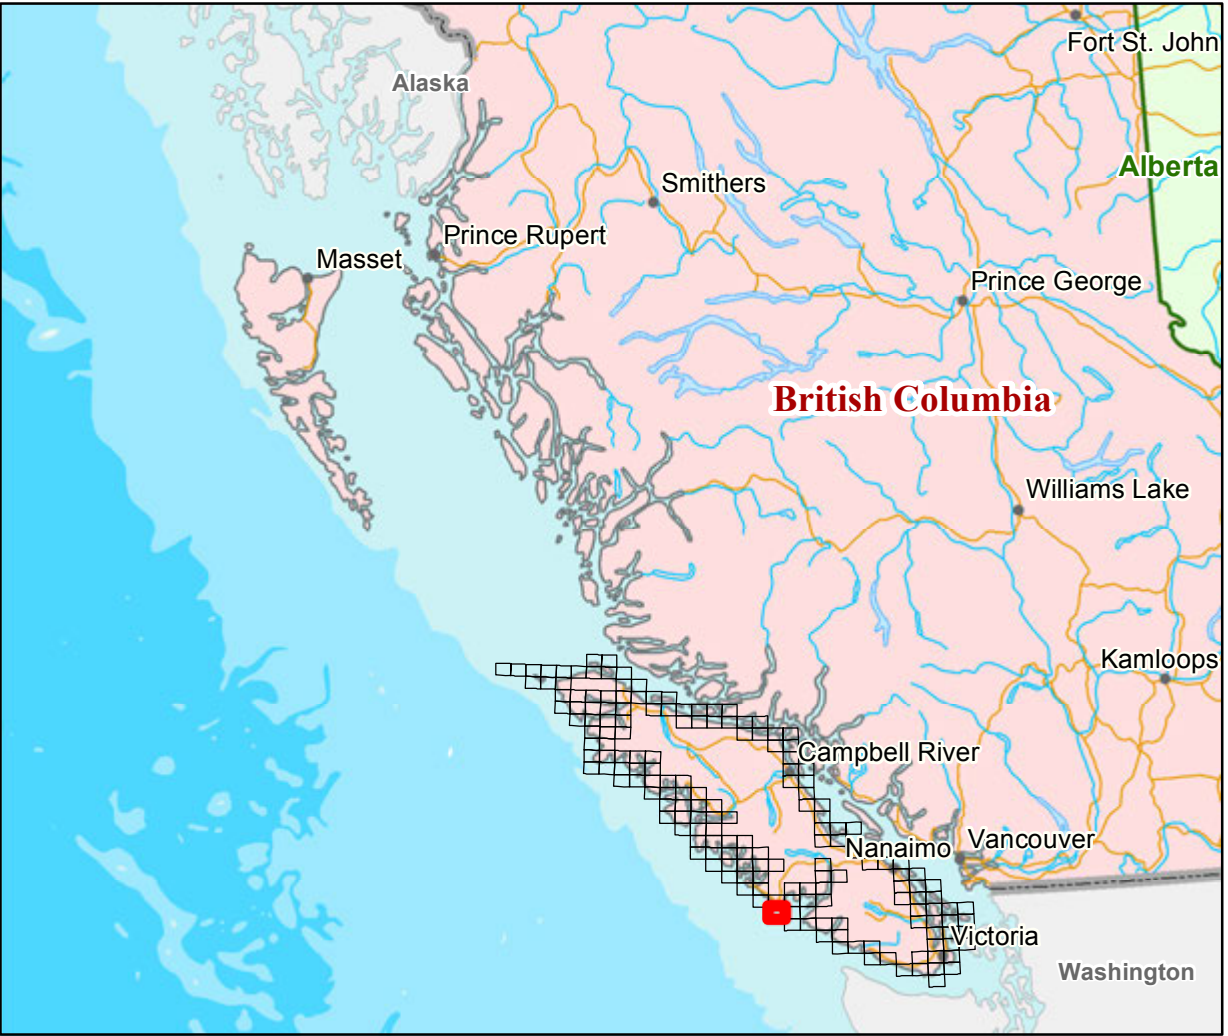 Fort St. John
Alaska
Alberta
Smithers
Prince Rupert
Masset
Prince George
British Columbia
Williams Lake
Kamloops
Campbell River
Nanaimo
Vancouver
Victoria
Washington